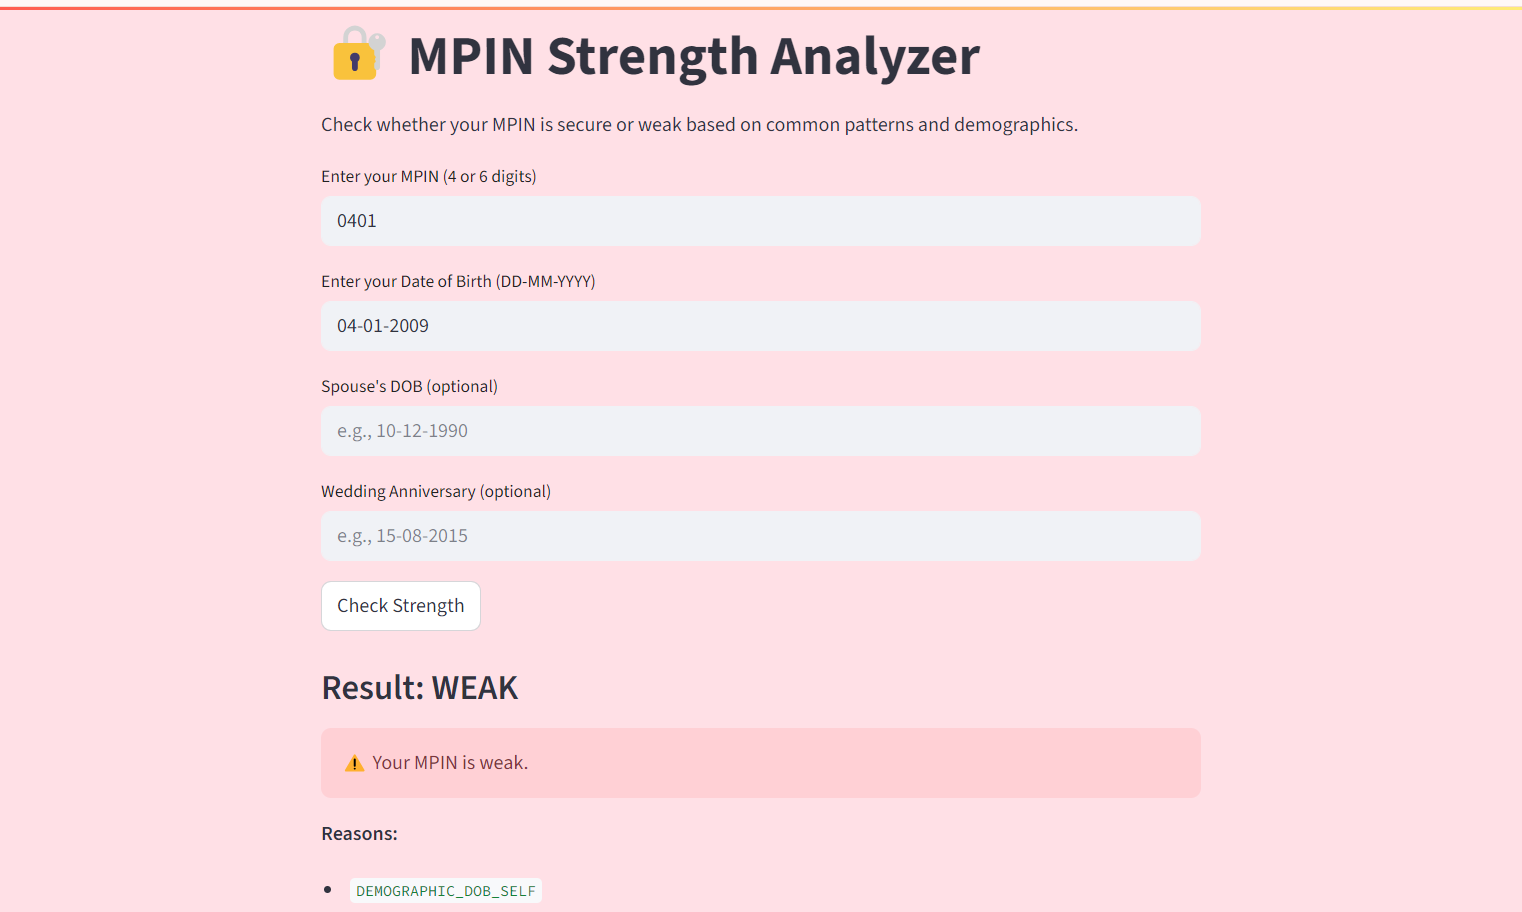 MPIN Strength Analyzer
Check whether your MPIN is secure or weak based on common patterns and demographics.
Enter your MPIN (4 or 6 digits)
0401
Enter your Date of Birth (DD-MM-YYYY)
04-01-2009
Spouse's DOB (optional)
e.g., 10-12-1990
Wedding Anniversary (optional)
e.g., 15-08-2015
Check Strength
Result: WEAK
⚠️ Your MPIN is weak.
Reasons:
• DEMOGRAPHIC_DOB_SELF